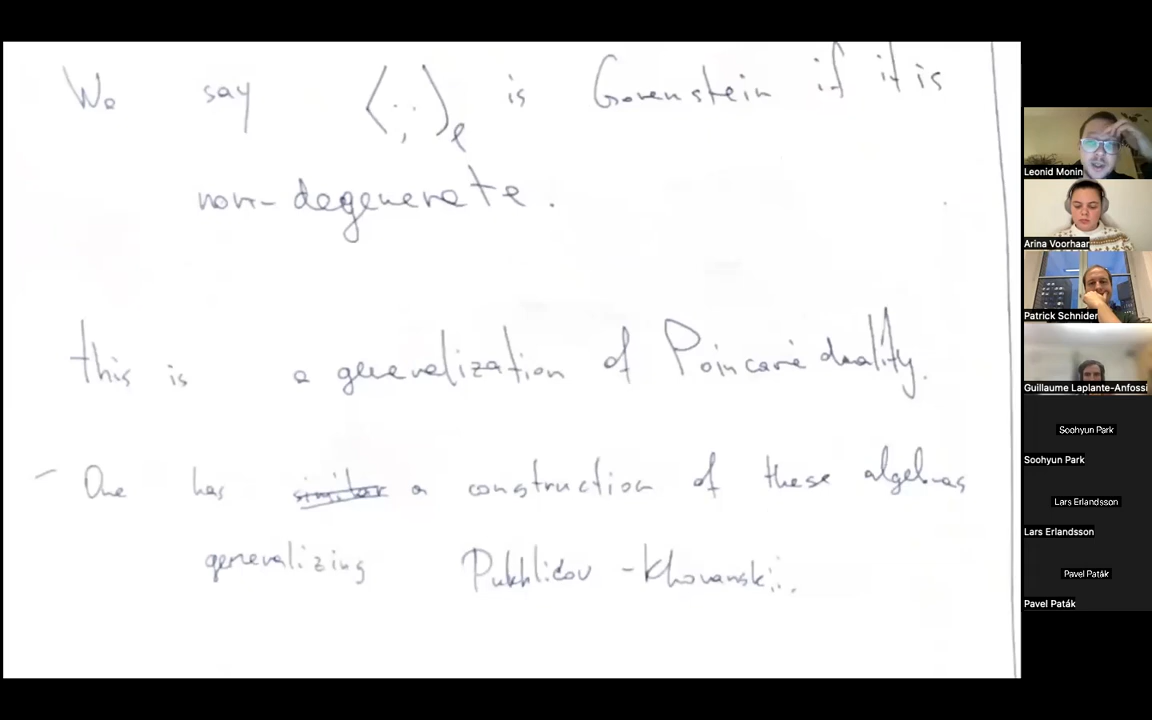 We say ⟨·,·⟩ℓ is Gorenstein if it is
non-degenerate.
this is a generalization of Poincaré duality.
- One has similar a construction of these algebras
generalizing Pukhlicov - Khovanskii.
Leonid Monin
Arina Voorhaar
Patrick Schnider
Guillaume Laplante-Anfossi
Soohyun Park
Soohyun Park
Lars Erlandsson
Lars Erlandsson
Pavel Paták
Pavel Paták